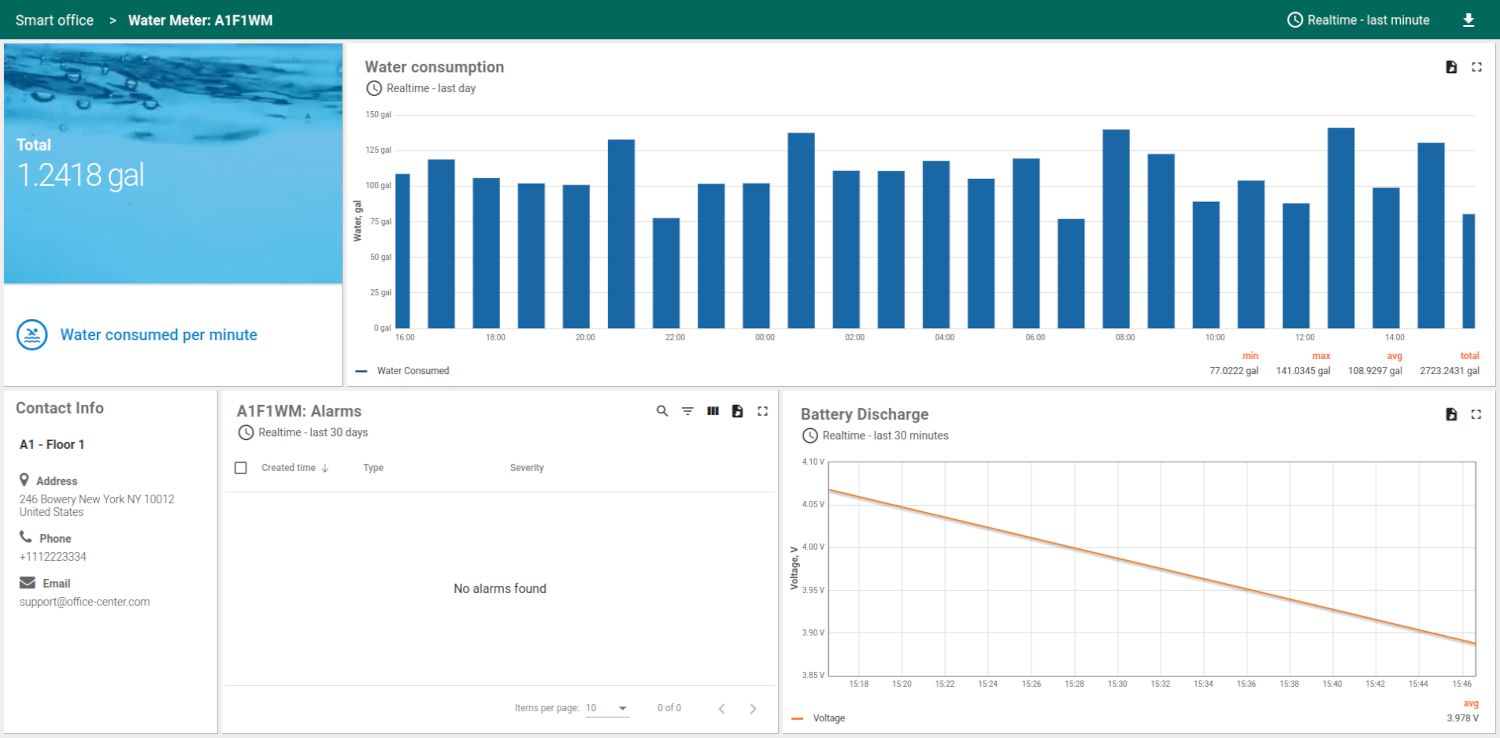 Smart office > Water Meter: A1F1WM
Realtime - last minute
Total
1.2418 gal
Water consumed per minute
Water consumption
Realtime - last day
150 gal
125 gal
100 gal
75 gal
50 gal
25 gal
0 gal
Water, gal
16:00 18:00 20:00 22:00 00:00 02:00 04:00 06:00 08:00 10:00 12:00 14:00
min max avg total
Water Consumed 77.0222 gal 141.0345 gal 108.9297 gal 2723.2431 gal
Contact Info
A1 - Floor 1
Address
246 Bowery New York NY 10012
United States
Phone
+1112223334
Email
support@office-center.com
A1F1WM: Alarms
Realtime - last 30 days
Created time Type Severity
No alarms found
Items per page: 10 0 of 0
Battery Discharge
Realtime - last 30 minutes
4.10 V
4.05 V
4.00 V
3.95 V
3.90 V
3.85 V
Voltage, V
15:18 15:20 15:22 15:24 15:26 15:28 15:30 15:32 15:34 15:36 15:38 15:40 15:42 15:44 15:46
avg
Voltage 3.978 V